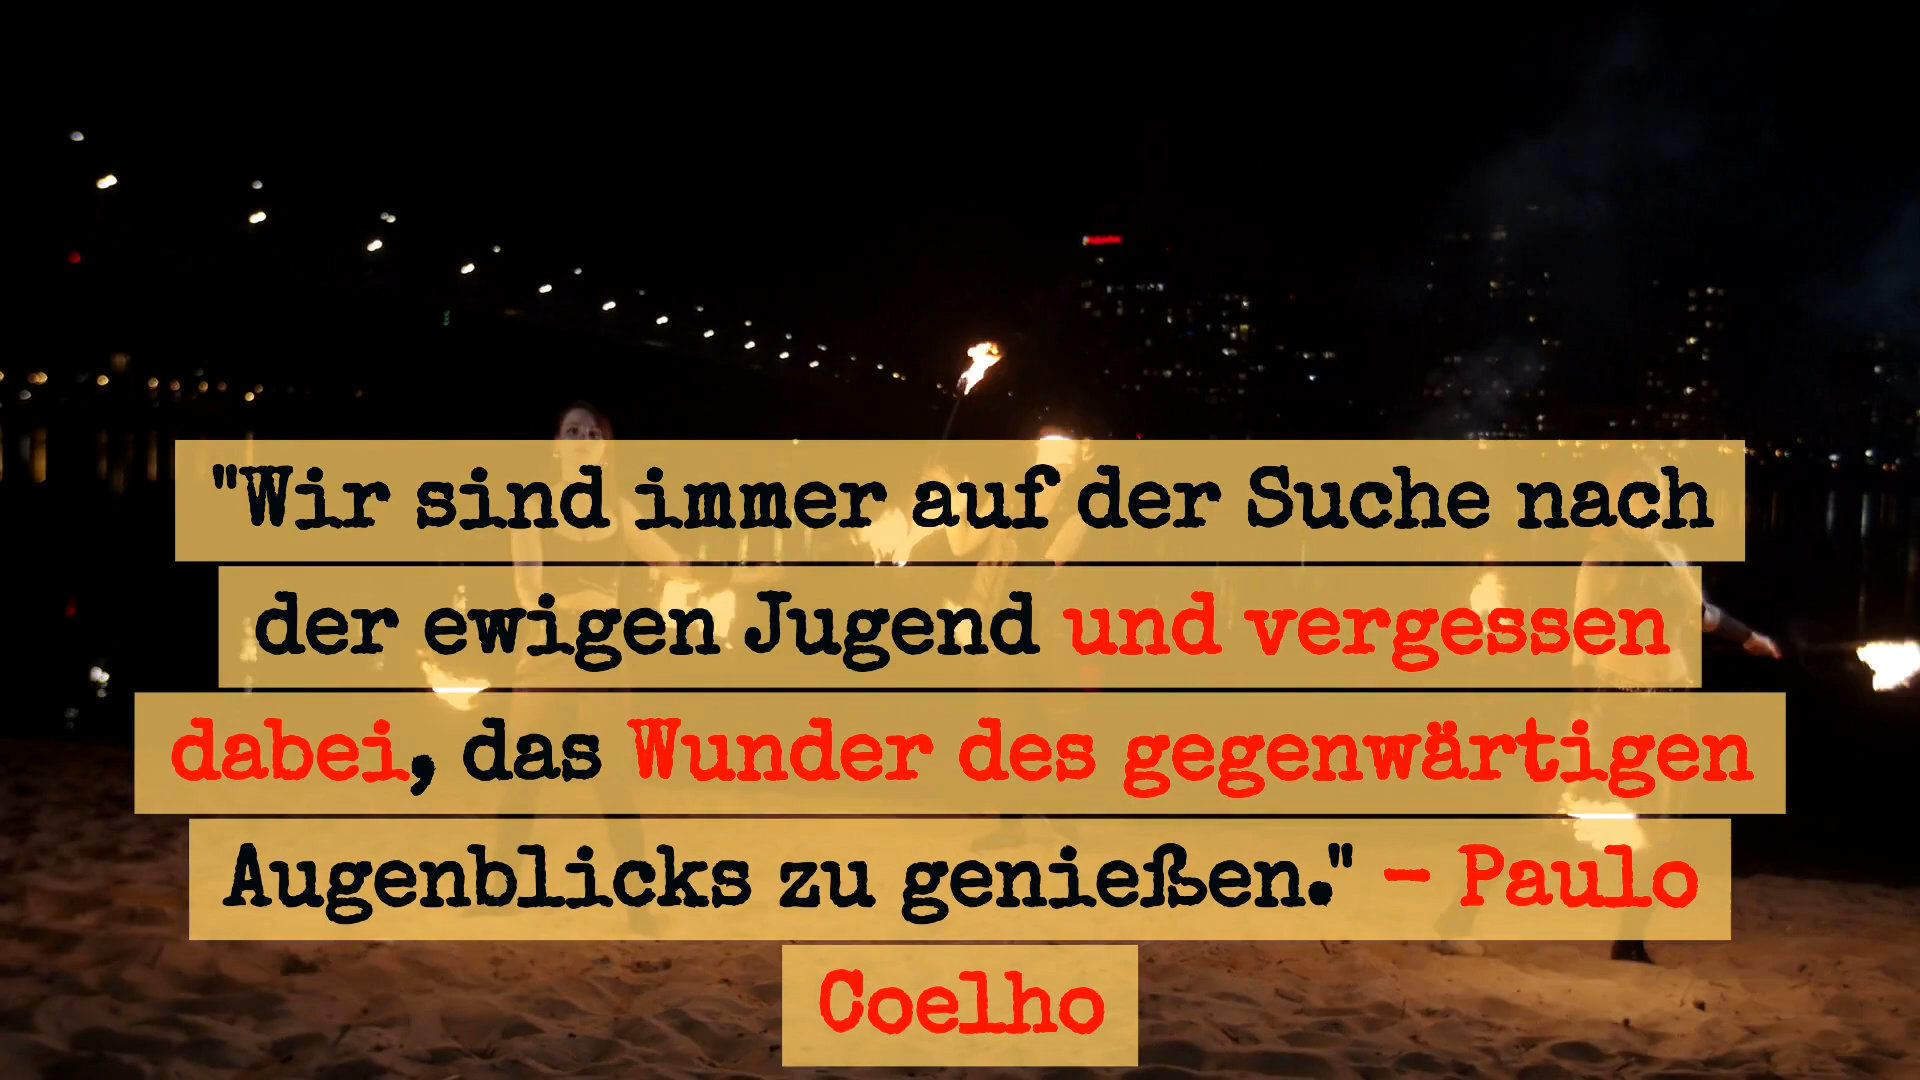 "Wir sind immer auf der Suche nach
der ewigen Jugend und vergessen
dabei, das Wunder des gegenwärtigen
Augenblicks zu genießen." - Paulo
Coelho